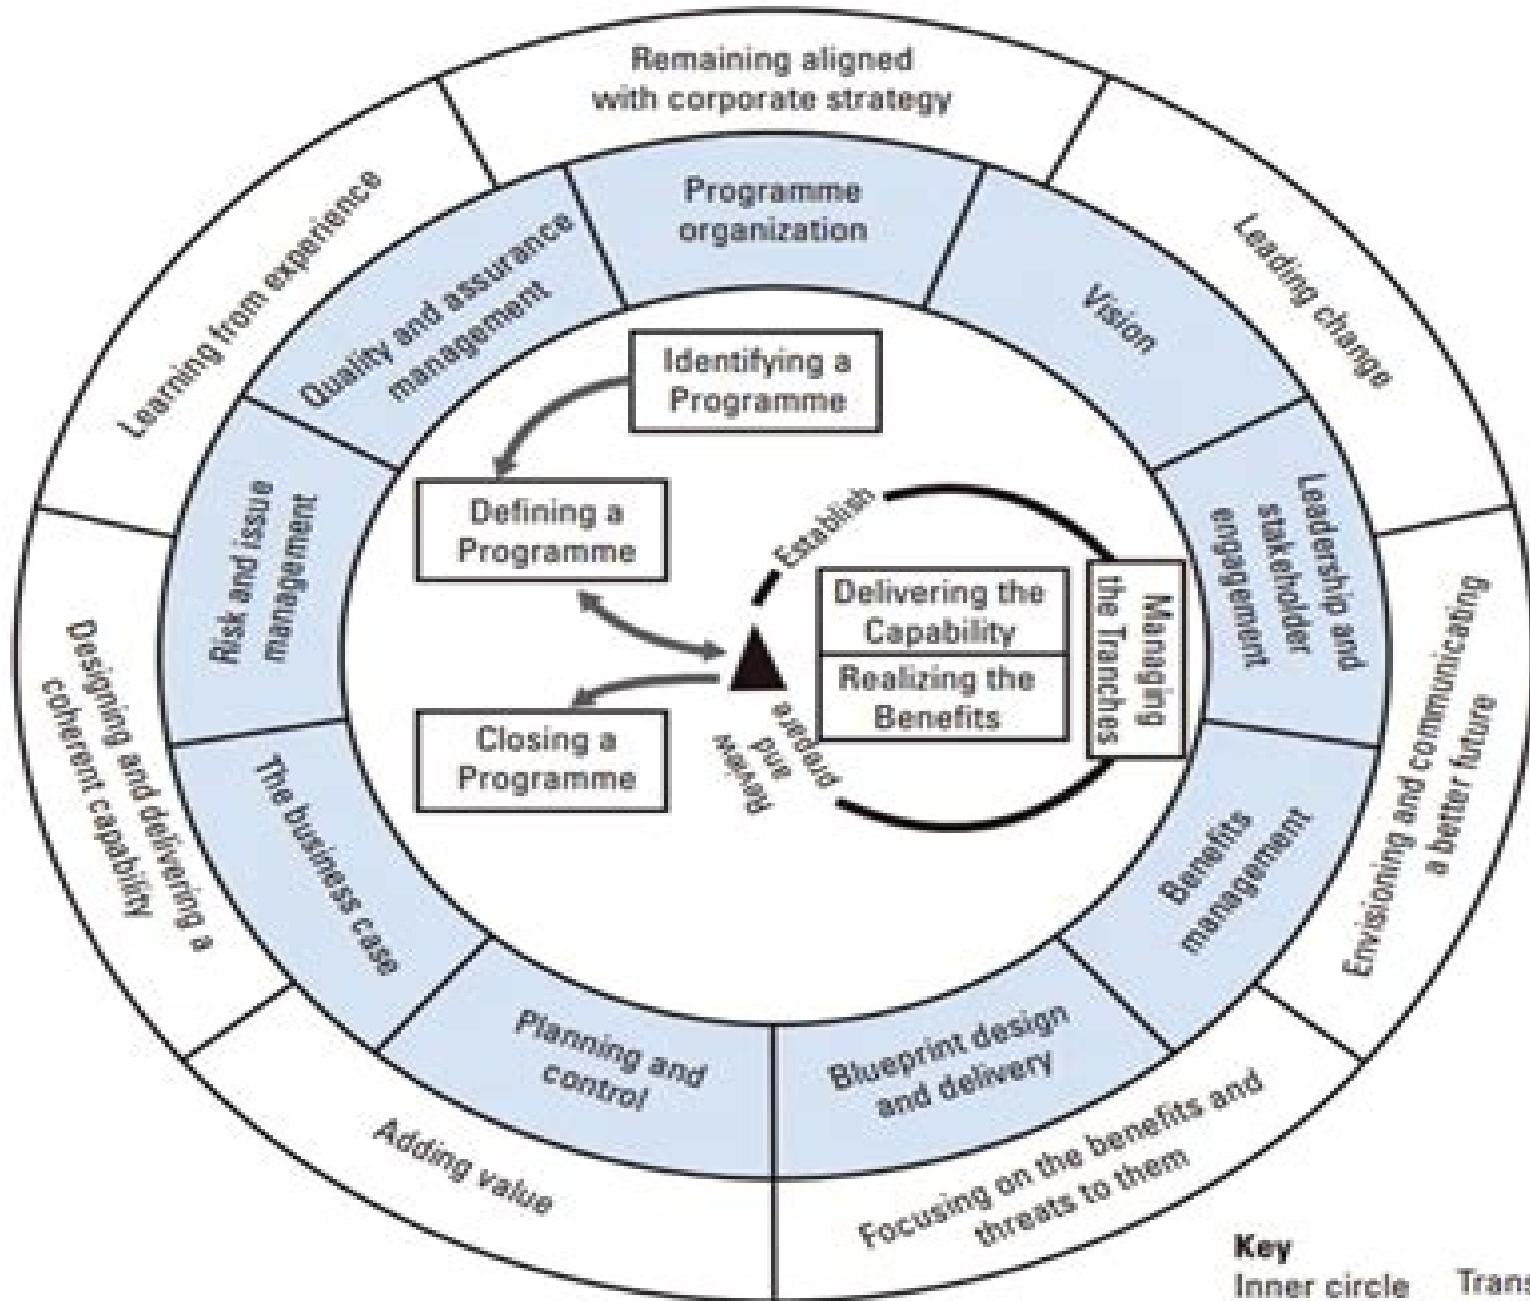 Remaining aligned
with corporate strategy
Leading change
Envisioning and communicating
a better future
Focusing on the benefits and
threats to them
Adding value
Designing and delivering a
coherent capability
Learning from experience
Programme
organization
Vision
Leadership and
stakeholder
engagement
Benefits
management
Blueprint design
and delivery
Planning and
control
The business case
Risk and issue
management
Quality and assurance
management
Identifying a
Programme
Defining a
Programme
Closing a
Programme
Establish
Delivering the
Capability
Realizing the
Benefits
Managing
the Tranches
Review
and
prepare
Key
Inner circle